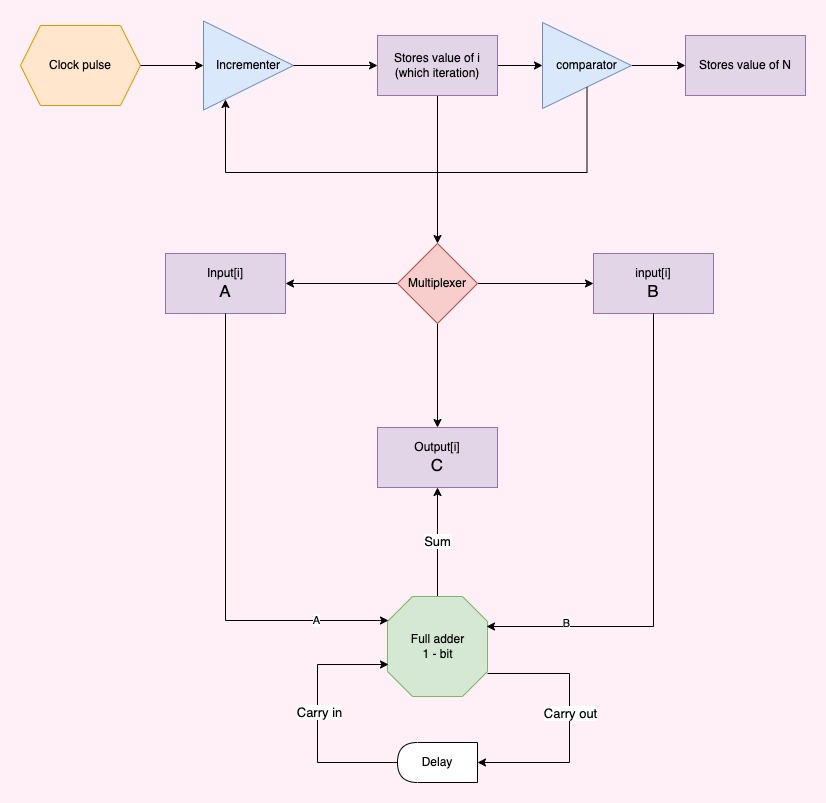 Clock pulse
Incrementer
Stores value of i
(which iteration)
comparator
Stores value of N
Input[i]
A
Multiplexer
input[i]
B
Output[i]
C
Sum
A
B
Full adder
1 - bit
Carry in
Carry out
Delay